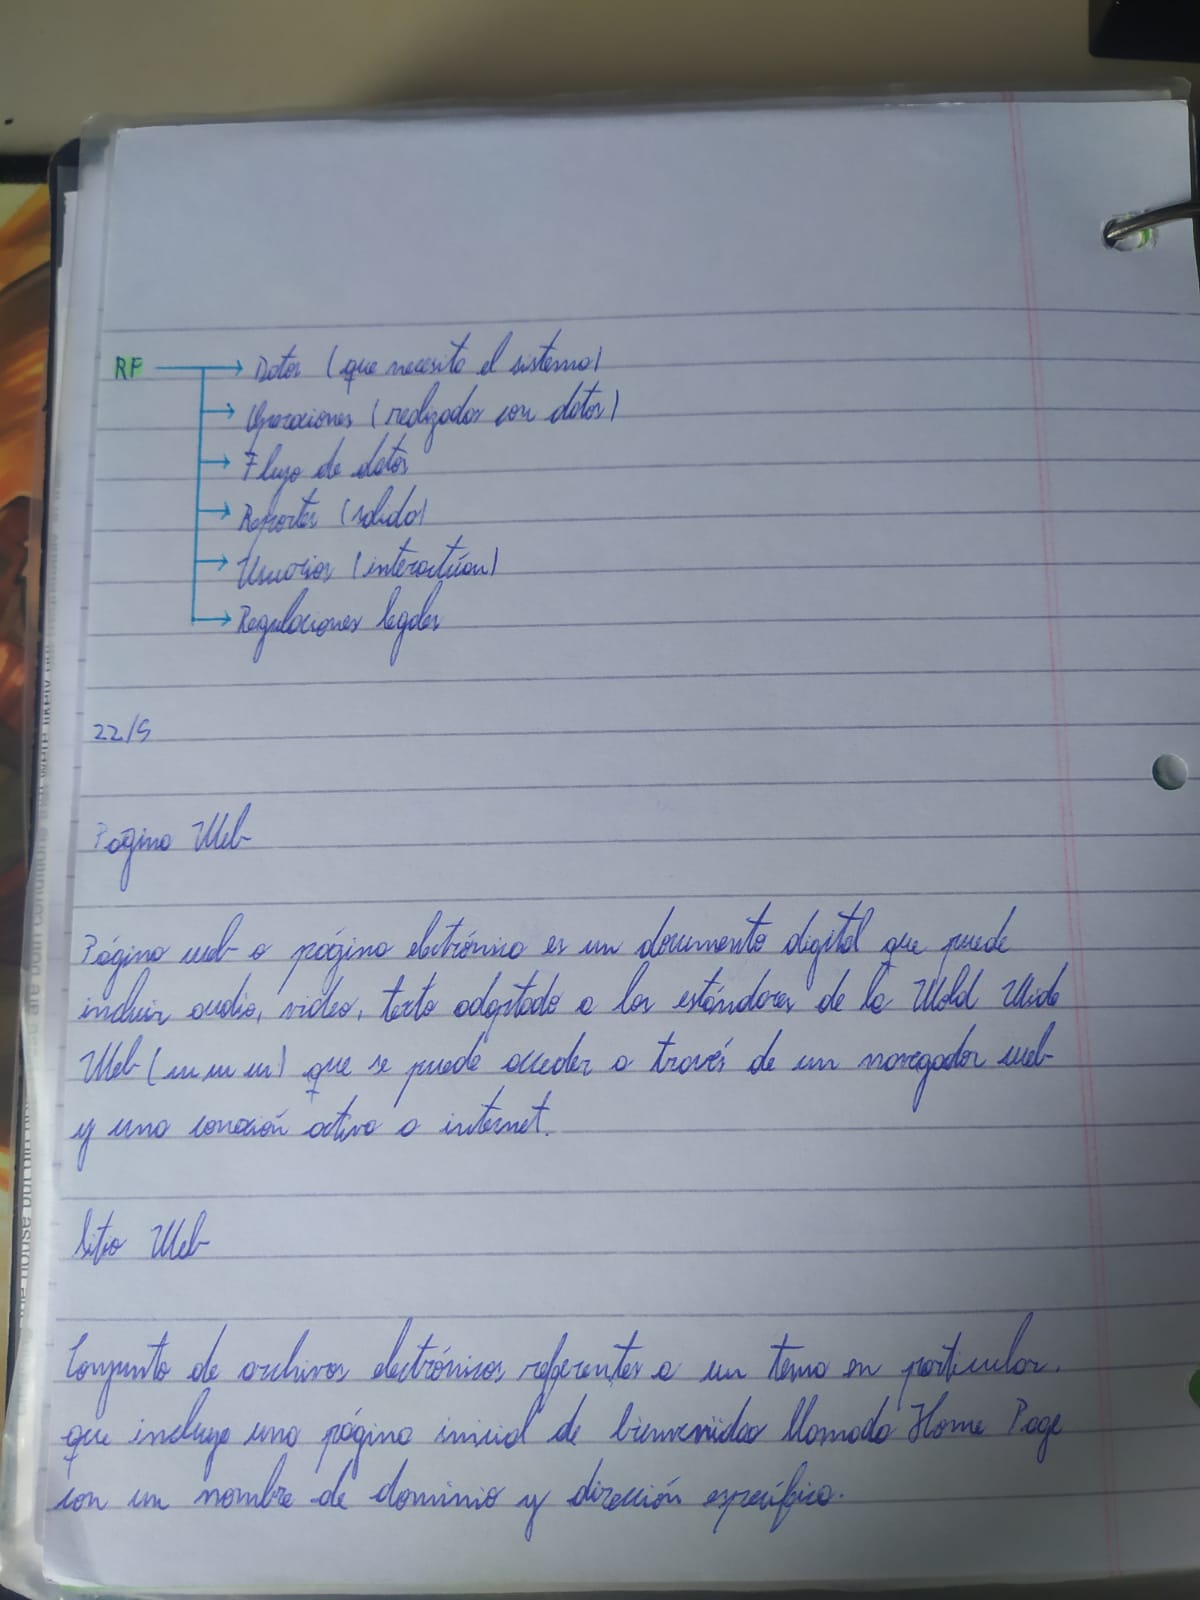 RF → Datos (que necesita el sistema)
→ Operaciones (realizadas con datos)
→ Flujo de datos
→ Reportes (salida)
→ Usuarios (interactúan)
→ Regulaciones legales
22/5
Página Web
Página web o página electrónica es un documento digital que puede
incluir audio, video, texto adaptado a los estándares de la Wold Wide
Web (w w w) que se puede acceder a través de un navegador web
y una conexión activa a internet.
Sitio Web
Conjunto de archivos electrónicos referentes a un tema en particular.
que incluye una página inicial de bienvenida llamada Home Page
con un nombre de dominio y dirección específica.